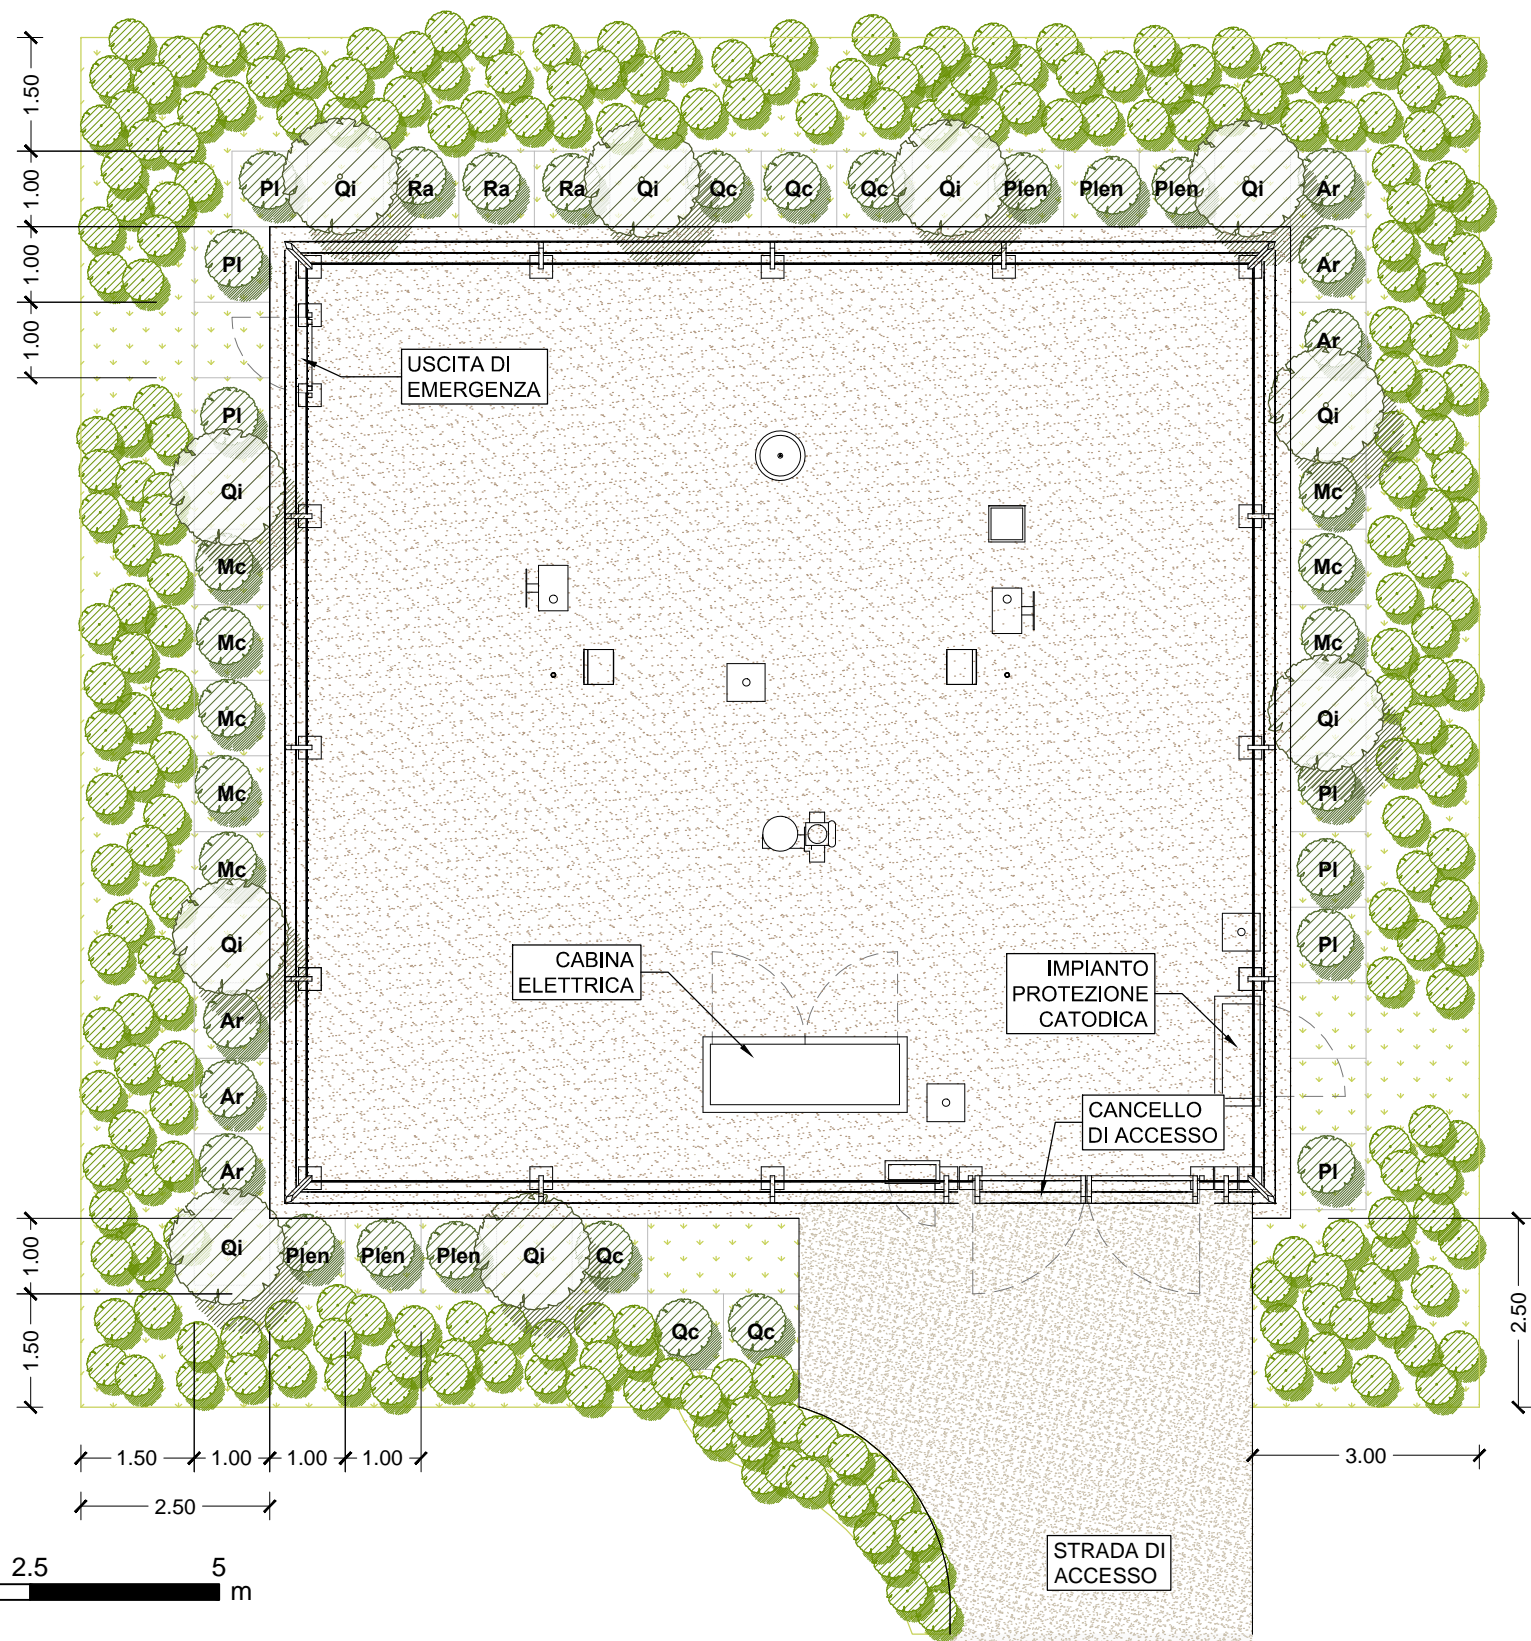 1.50
1.00
1.00
1.00
Pl Qi Ra Ra Ra Qi Qc Qc Qc Qi Plen Plen Plen Qi Ar
Pl
Ar
Ar
USCITA DI
EMERGENZA
Pl
Qi
Qi
Mc
Mc
Mc
Mc
Mc
Mc
Qi
Mc
Pl
Mc
Pl
Qi
Pl
CABINA
ELETTRICA
IMPIANTO
PROTEZIONE
CATODICA
Ar
Ar
CANCELLO
DI ACCESSO
Ar
Pl
Qi Plen Plen Plen Qi Qc
1.00
2.50
1.50
Qc Qc
1.50 1.00 1.00 1.00
3.00
2.50
STRADA DI
ACCESSO
2.5 5
m